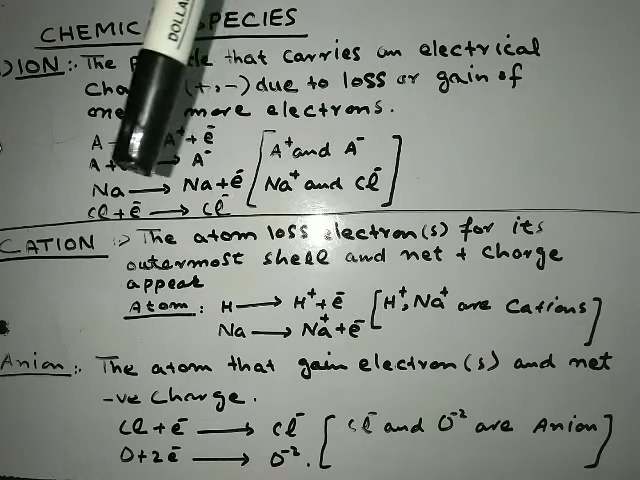 CHEMIC SPECIES
DOLLA
ION :- The p le that carries an electrical
Cha (+,-) due to loss or gain of
one more electrons.
A A⁺ + ē
A + → A⁻ [A⁺ and A⁻
Na → Na + ē Na⁺ and Cl⁻]
Cl + ē → Cl⁻
CATION :-> The atom loss electron(s) for its
outermost shell and net + charge
appear
Atom : H → H⁺ + ē [H⁺, Na⁺ are Cations]
Na → Na⁺ + ē
Anion :- The atom that gain electron(s) and net
-ve charge.
Cl + ē → Cl⁻ [Cl⁻ and O⁻² are Anion]
O + 2ē → O⁻².